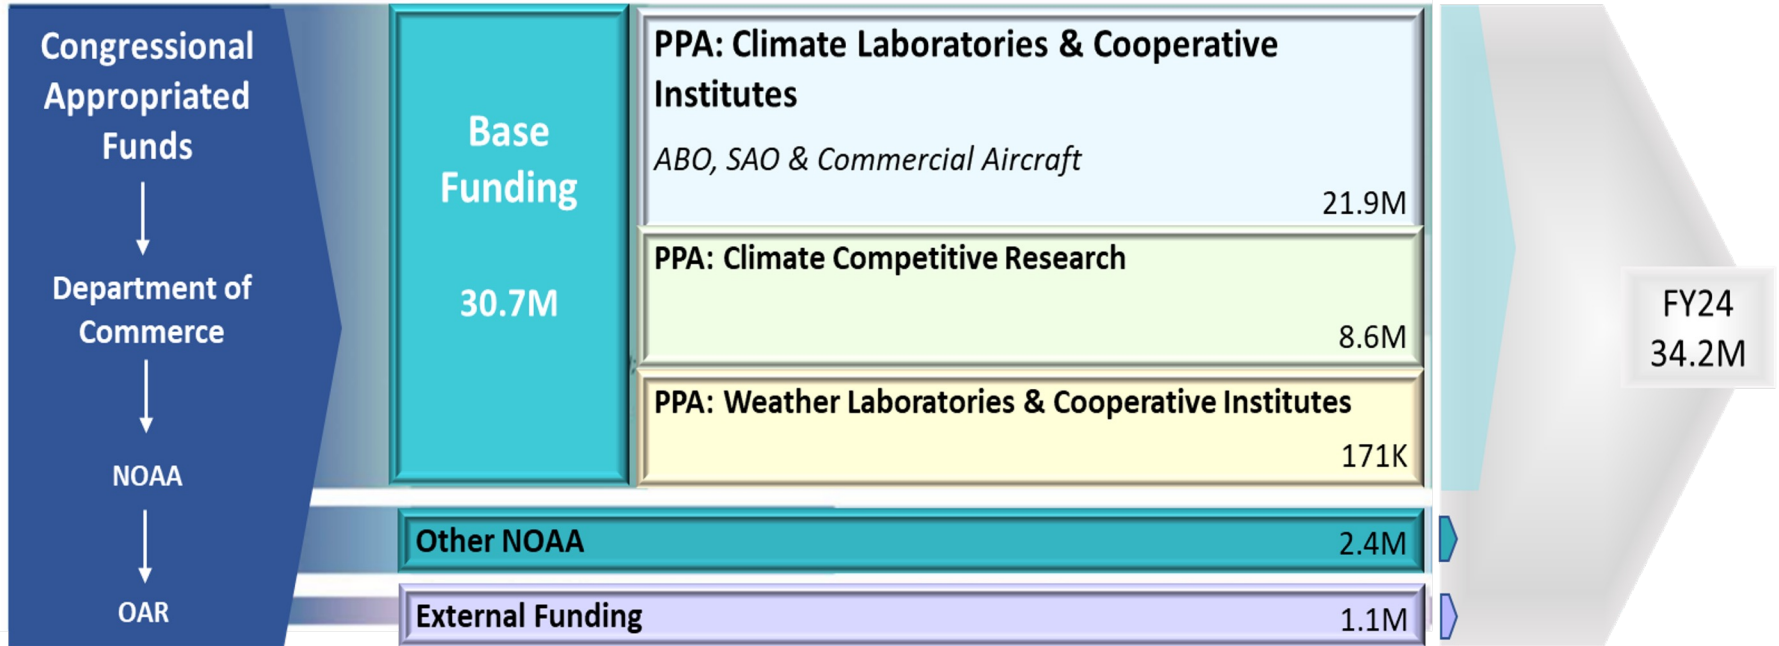 Congressional
Appropriated
Funds
Department of
Commerce
NOAA
OAR
Base
Funding
30.7M
PPA: Climate Laboratories & Cooperative
Institutes
ABO, SAO & Commercial Aircraft
21.9M
PPA: Climate Competitive Research
8.6M
PPA: Weather Laboratories & Cooperative Institutes
171K
Other NOAA
2.4M
External Funding
1.1M
FY24
34.2M